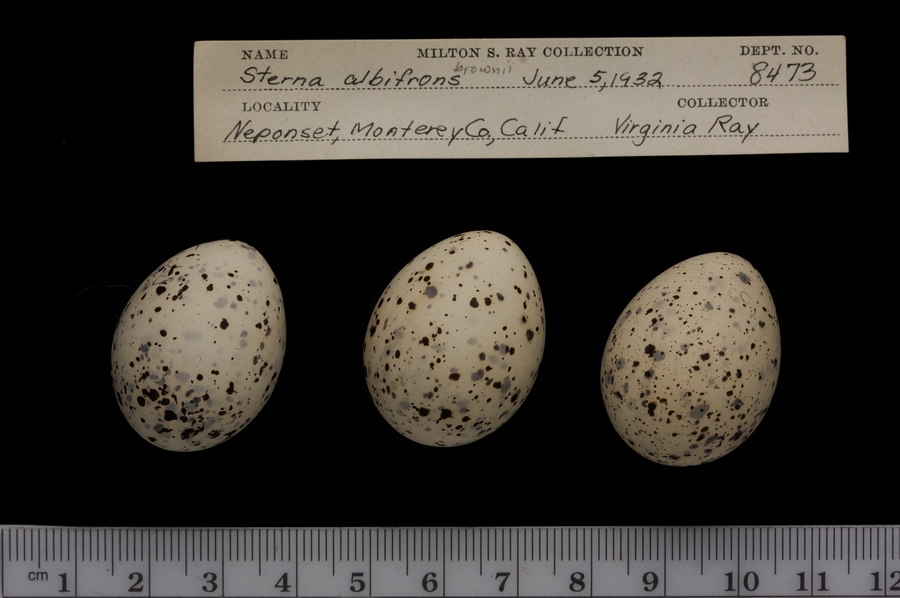 NAME MILTON S. RAY COLLECTION DEPT. NO.
Sterna albifrons brownii June 5, 1932 8473
LOCALITY COLLECTOR
Neponset, Monterey Co, Calif Virginia Ray
cm 1 2 3 4 5 6 7 8 9 10 11 12